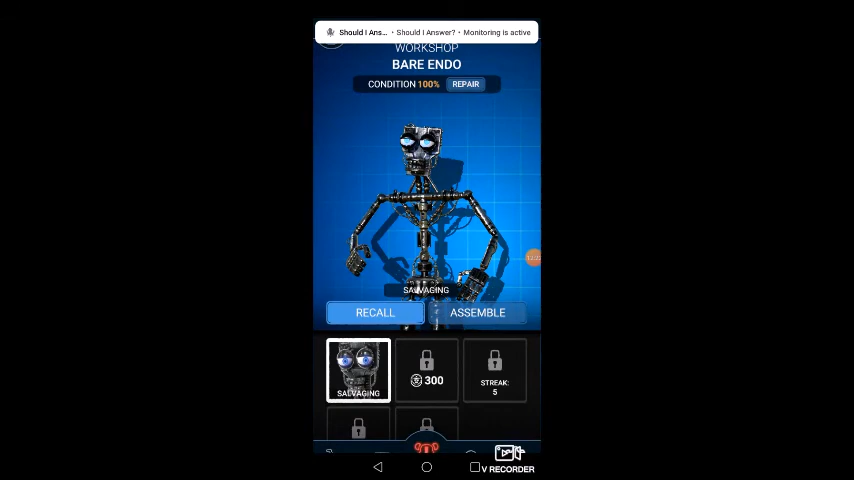 Should I Ans... • Should I Answer? • Monitoring is active
WORKSHOP
BARE ENDO
CONDITION 100% REPAIR
SALVAGING
RECALL ASSEMBLE
SALVAGING
300
STREAK:
5
V RECORDER